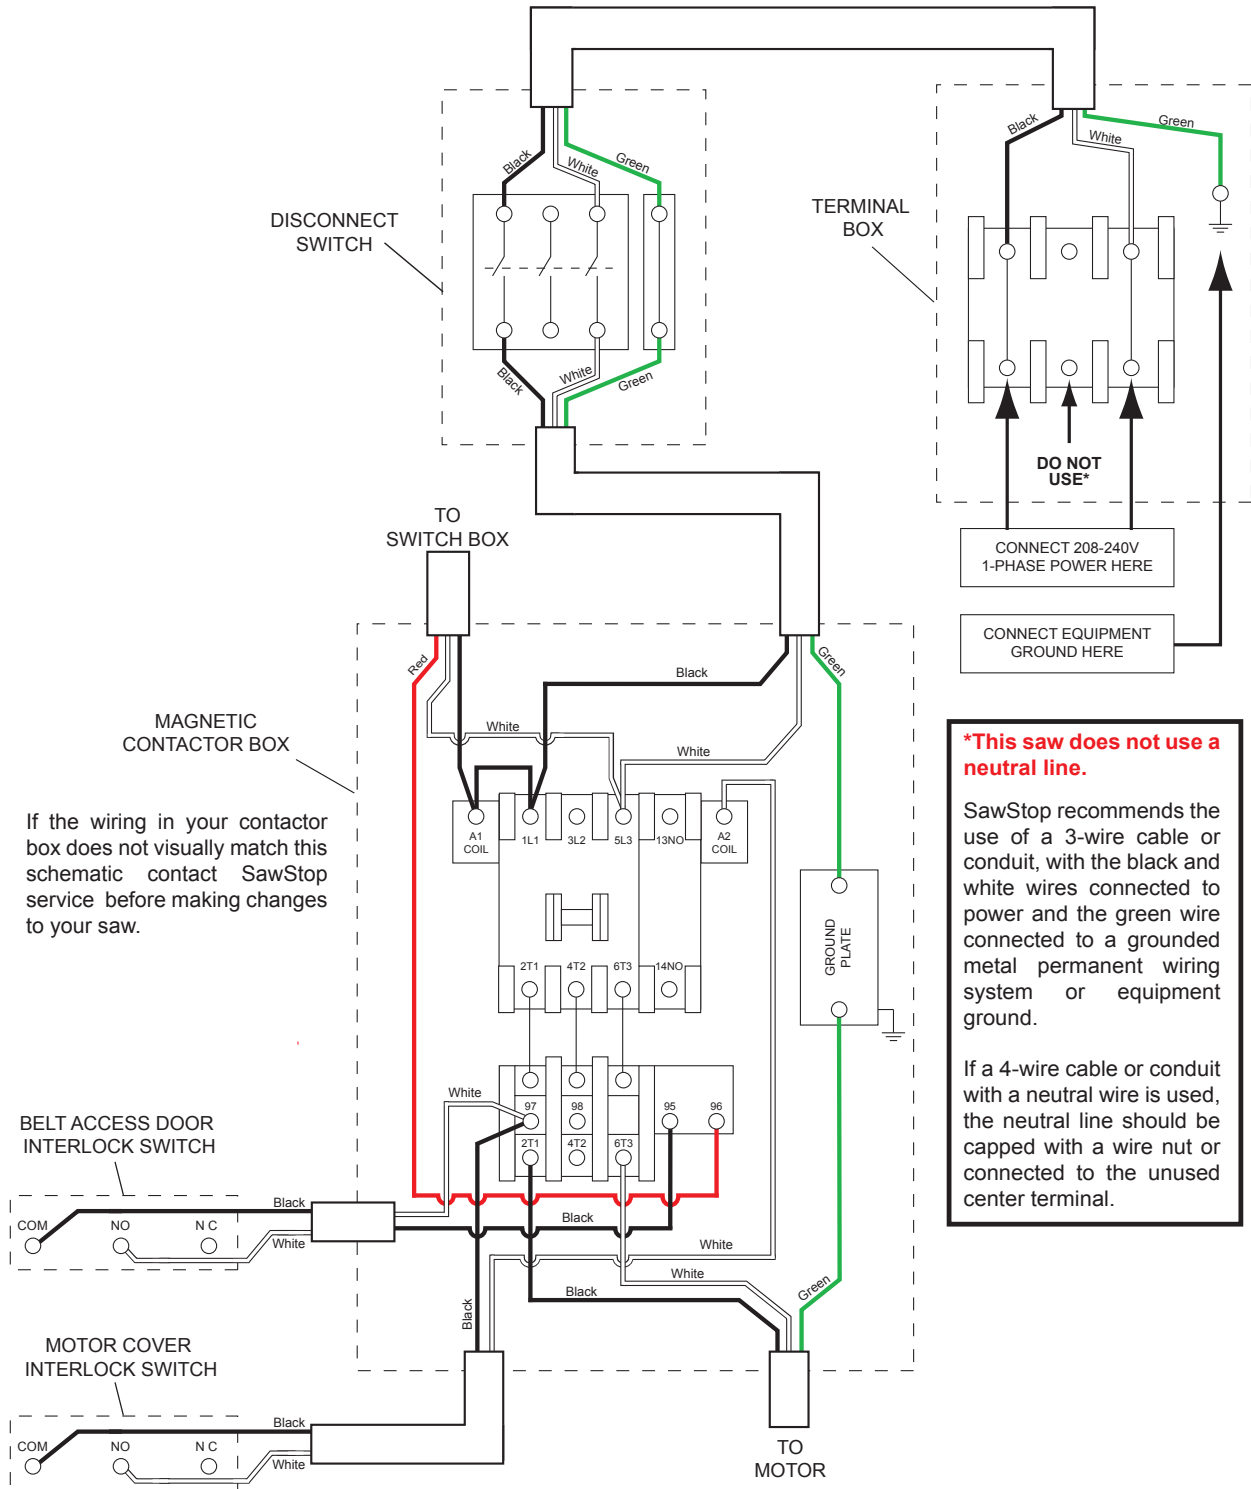 Black
White
Green
DISCONNECT
SWITCH
Black
White
Green
TERMINAL
BOX
Black
White
Green
DO NOT
USE*
CONNECT 208-240V
1-PHASE POWER HERE
CONNECT EQUIPMENT
GROUND HERE
TO
SWITCH BOX
Red
Black
Green
White
White
MAGNETIC
CONTACTOR BOX
If the wiring in your contactor
box does not visually match this
schematic contact SawStop
service before making changes
to your saw.
A1
COIL
1L1
3L2
5L3
13NO
A2
COIL
2T1
4T2
6T3
14NO
GROUND
PLATE
*This saw does not use a
neutral line.
SawStop recommends the
use of a 3-wire cable or
conduit, with the black and
white wires connected to
power and the green wire
connected to a grounded
metal permanent wiring
system or equipment
ground.
If a 4-wire cable or conduit
with a neutral wire is used,
the neutral line should be
capped with a wire nut or
connected to the unused
center terminal.
White
97
98
95
96
2T1
4T2
6T3
BELT ACCESS DOOR
INTERLOCK SWITCH
COM
NO
N C
Black
White
Black
White
White
Black
Black
Green
MOTOR COVER
INTERLOCK SWITCH
COM
NO
N C
Black
White
TO
MOTOR